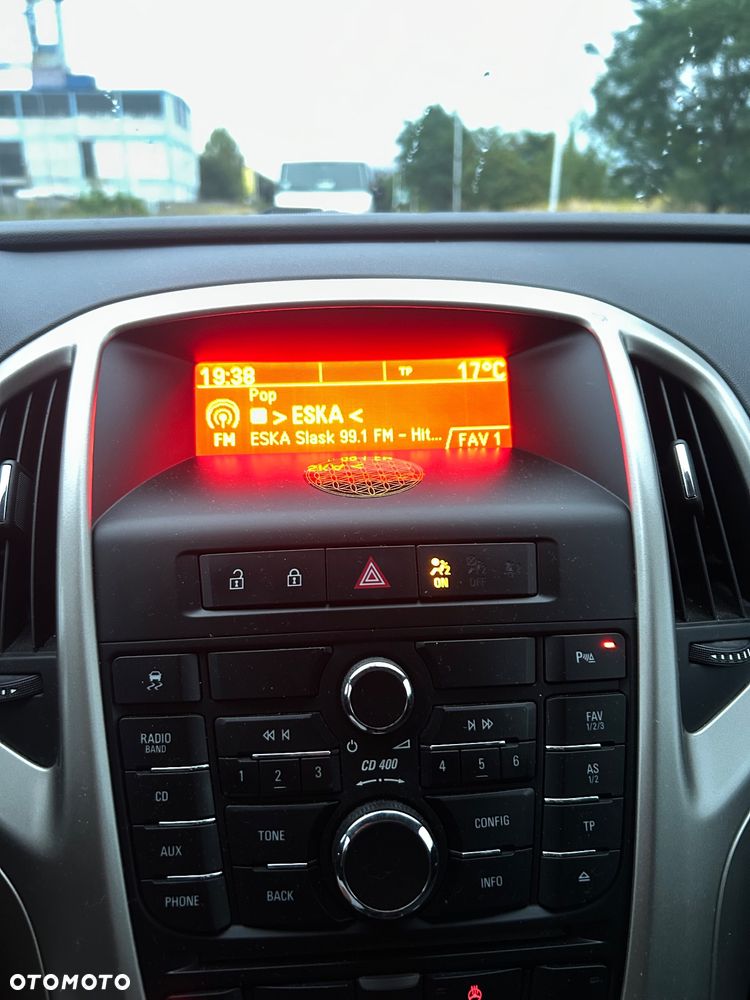 19:38 TP 17°C
Pop
> ESKA <
FM ESKA Slask 99.1 FM - Hit... FAV 1
ON OFF
P
RADIO BAND
FAV 1/2/3
1 2 3
CD 400
4 5 6
CD
AS 1/2
TONE
CONFIG
TP
AUX
BACK
INFO
PHONE
OTOMOTO